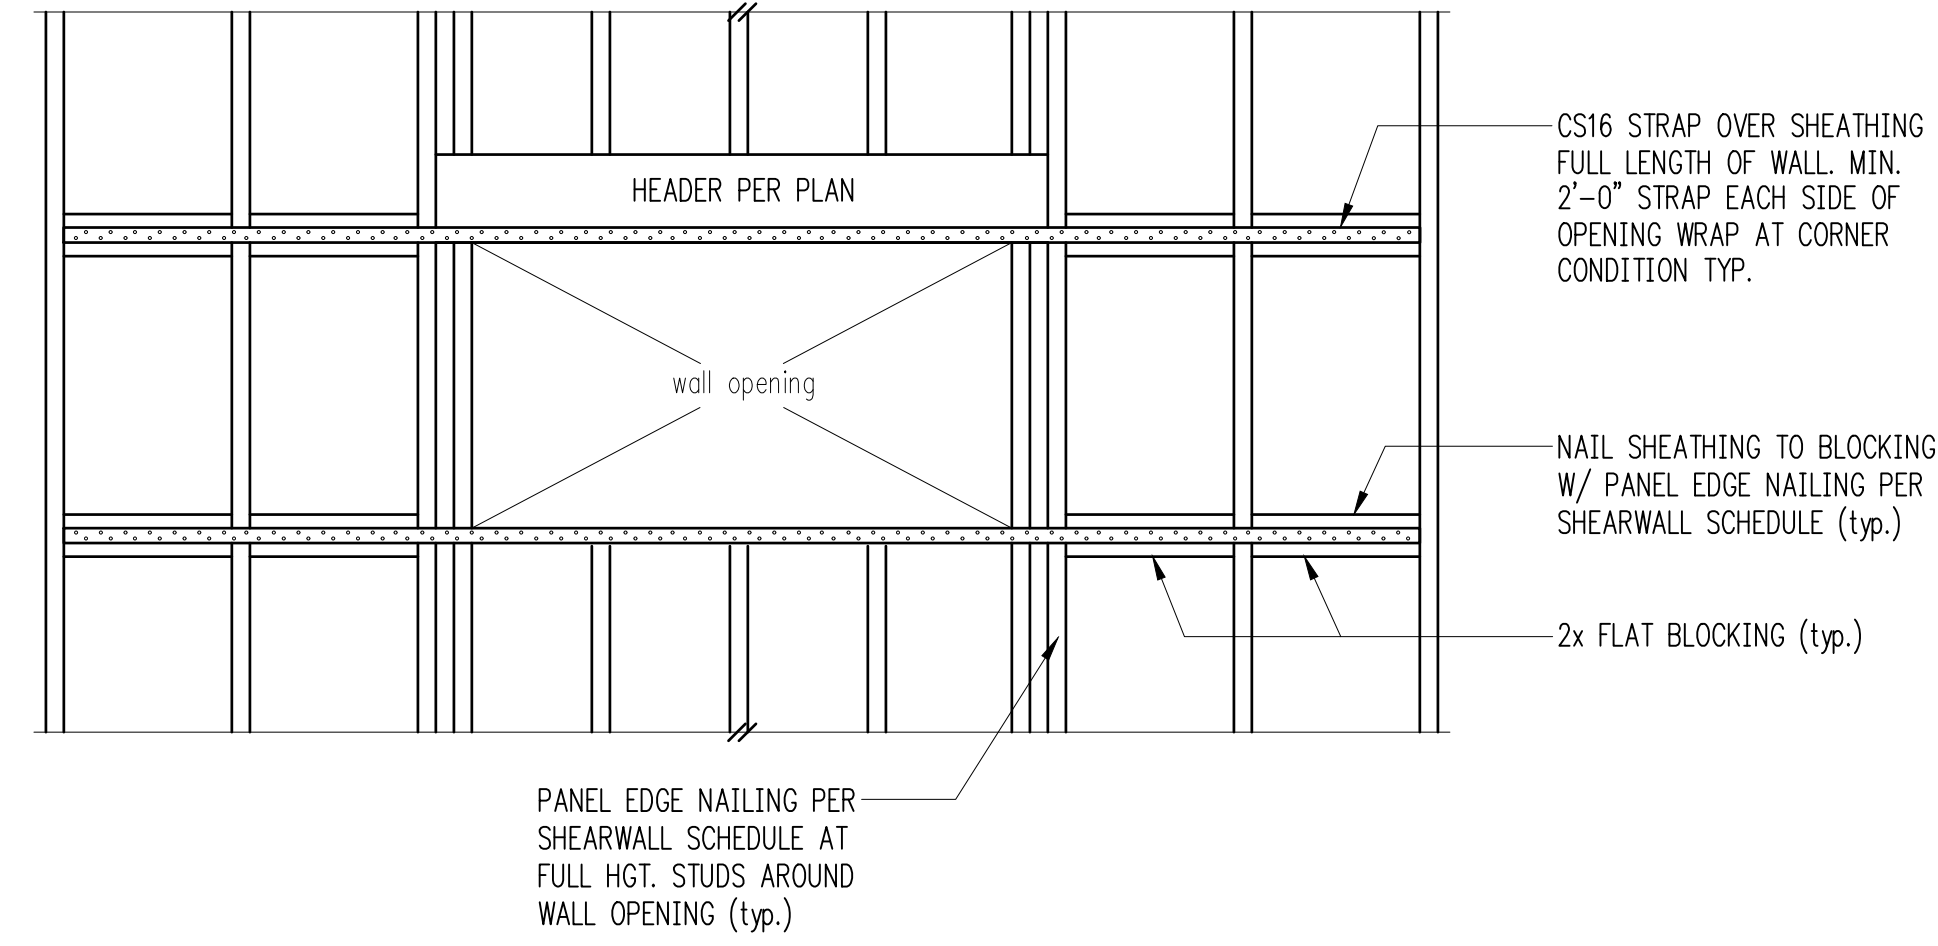 HEADER PER PLAN
wall opening
CS16 STRAP OVER SHEATHING
FULL LENGTH OF WALL. MIN.
2'-0" STRAP EACH SIDE OF
OPENING WRAP AT CORNER
CONDITION TYP.
NAIL SHEATHING TO BLOCKING
W/ PANEL EDGE NAILING PER
SHEARWALL SCHEDULE (typ.)
2x FLAT BLOCKING (typ.)
PANEL EDGE NAILING PER
SHEARWALL SCHEDULE AT
FULL HGT. STUDS AROUND
WALL OPENING (typ.)